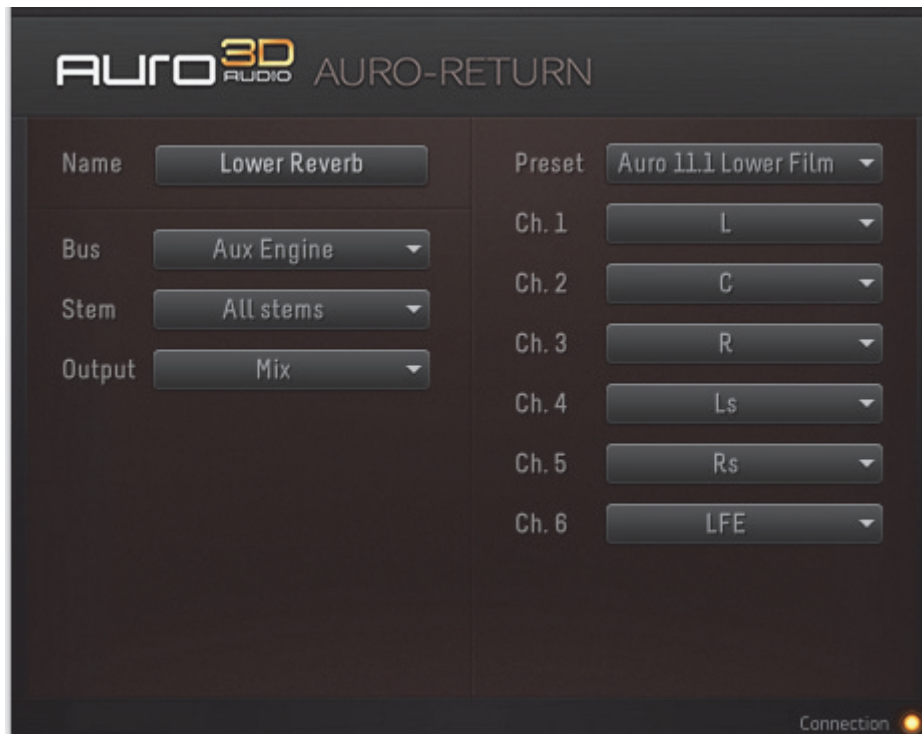 Auro 3D AUDIO AURO-RETURN
Name Lower Reverb
Bus Aux Engine
Stem All stems
Output Mix
Preset Auro 11.1 Lower Film
Ch. 1 L
Ch. 2 C
Ch. 3 R
Ch. 4 Ls
Ch. 5 Rs
Ch. 6 LFE
Connection